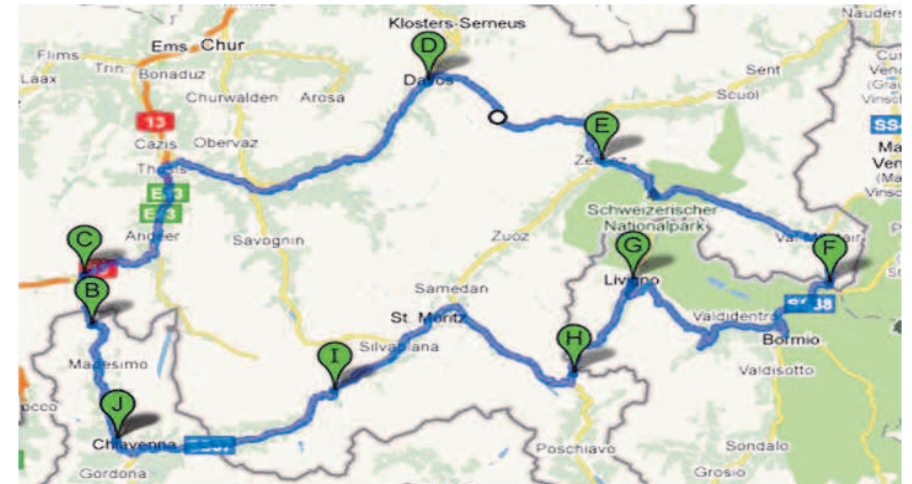 Klosters-Serneus
Nauders
Flims
Ems Chur
D
Trin
Bonaduz
Laax
Davos
Sent
Churwalden Arosa
Scuol
13
Cazis Obervaz
E
Zernez
Thusis
Schweizerischer
Nationalpark
Andeer
Savognin
Zuoz
C
G
F
B
Livigno
Samedan
St. Moritz
Valdidentro
H
Bormio
I
Silvaplana
Madesimo
Valdisotto
J
Chiavenna
Poschiavo
Sondalo
Gordona
Grosio